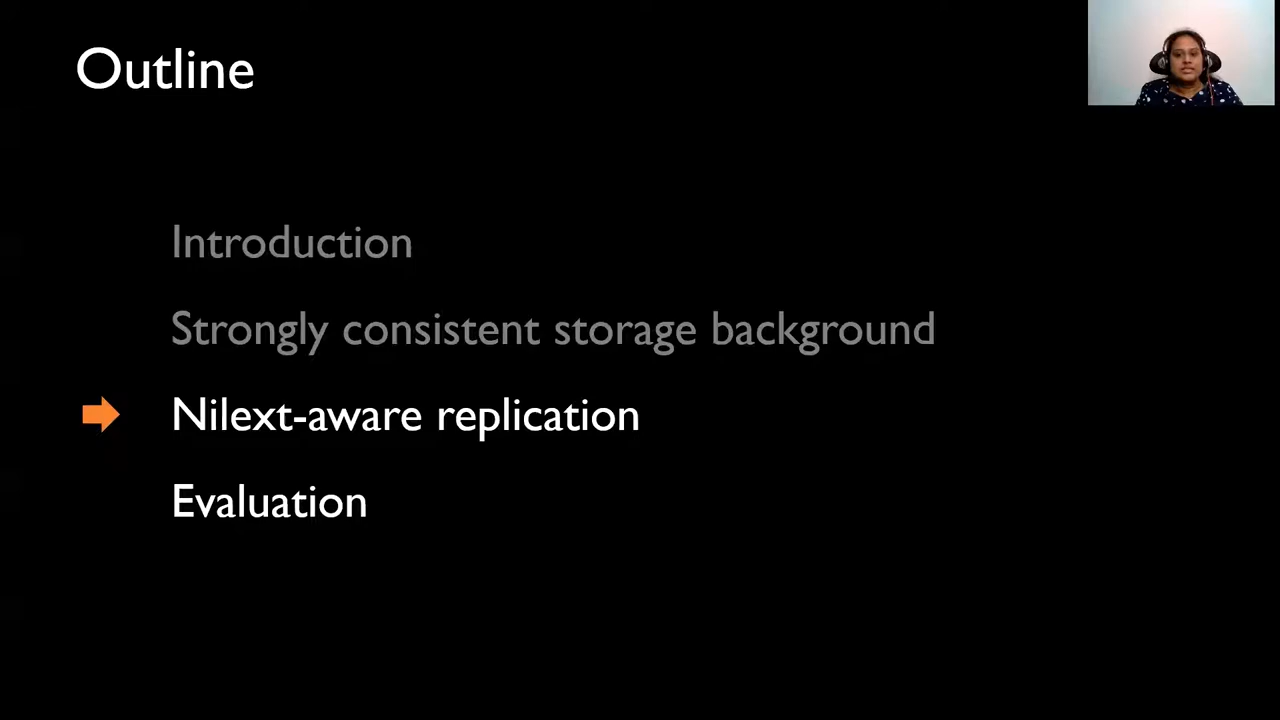 Outline
Introduction
Strongly consistent storage background
Nilext-aware replication
Evaluation